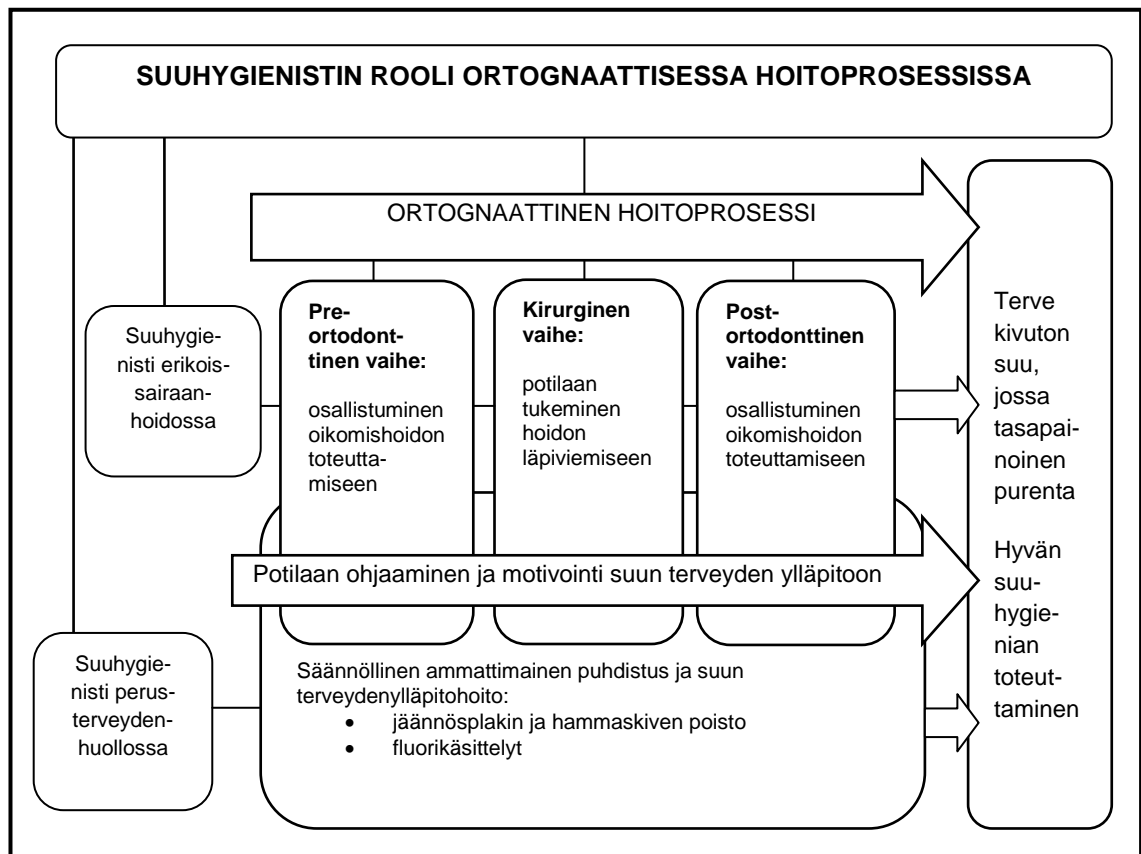 SUUHYGIENISTIN ROOLI ORTOGNAATTISESSA HOITOPROSESSISSA
ORTOGNAATTINEN HOITOPROSESSI
Suuhygie-
nisti erikois-
sairaan-
hoidossa
Pre-
ortodont-
tinen vaihe:
osallistuminen
oikomishoidon
toteutta-
miseen
Kirurginen
vaihe:
potilaan
tukeminen
hoidon
läpiviemiseen
Post-
ortodonttinen
vaihe:
osallistuminen
oikomishoidon
toteuttamiseen
Potilaan ohjaaminen ja motivointi suun terveyden ylläpitoon
Suuhygie-
nisti perus-
terveyden-
huollossa
Säännöllinen ammattimainen puhdistus ja suun
terveydenylläpitohoito:
• jäännösplakin ja hammaskiven poisto
• fluorikäsittelyt
Terve
kivuton
suu,
jossa
tasapai-
noinen
purenta
Hyvän
suu-
hygie-
nian
toteut-
taminen